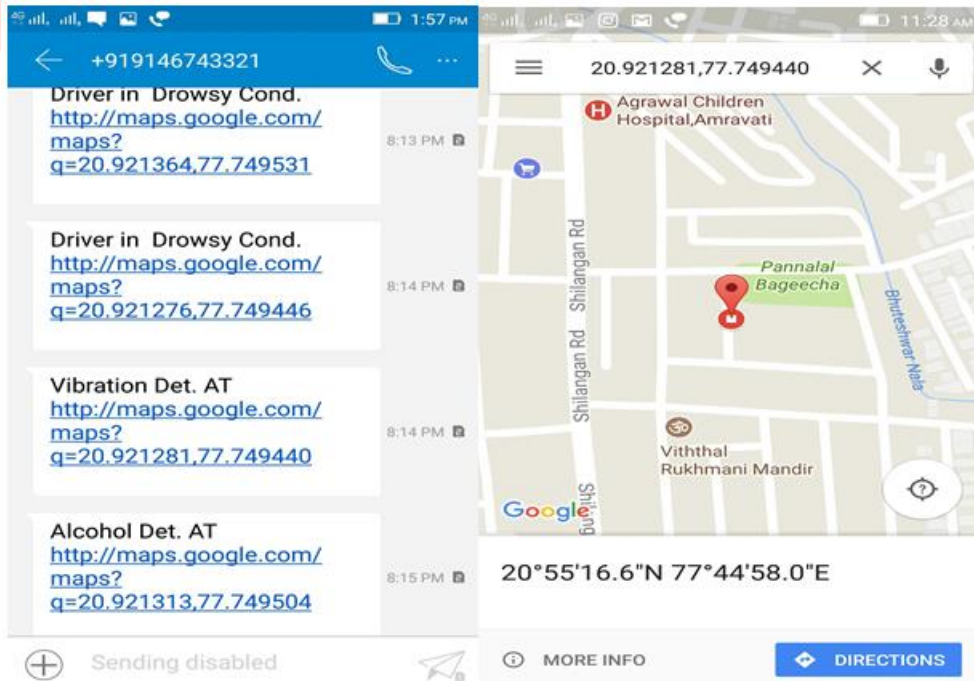 4G
1:57 PM
+919146743321
Driver in Drowsy Cond.
http://maps.google.com/
maps?
q=20.921364,77.749531
8:13 PM
Driver in Drowsy Cond.
http://maps.google.com/
maps?
q=20.921276,77.749446
8:14 PM
Vibration Det. AT
http://maps.google.com/
maps?
q=20.921281,77.749440
8:14 PM
Alcohol Det. AT
http://maps.google.com/
maps?
q=20.921313,77.749504
8:15 PM
Sending disabled
11:28 AM
20.921281,77.749440
Agrawal Children
Hospital,Amravati
Shilangan Rd
Shilangan Rd
Pannalal
Bageecha
Bhuteshwar Nala
Viththal
Rukhmani Mandir
Google
20°55'16.6"N 77°44'58.0"E
MORE INFO
DIRECTIONS